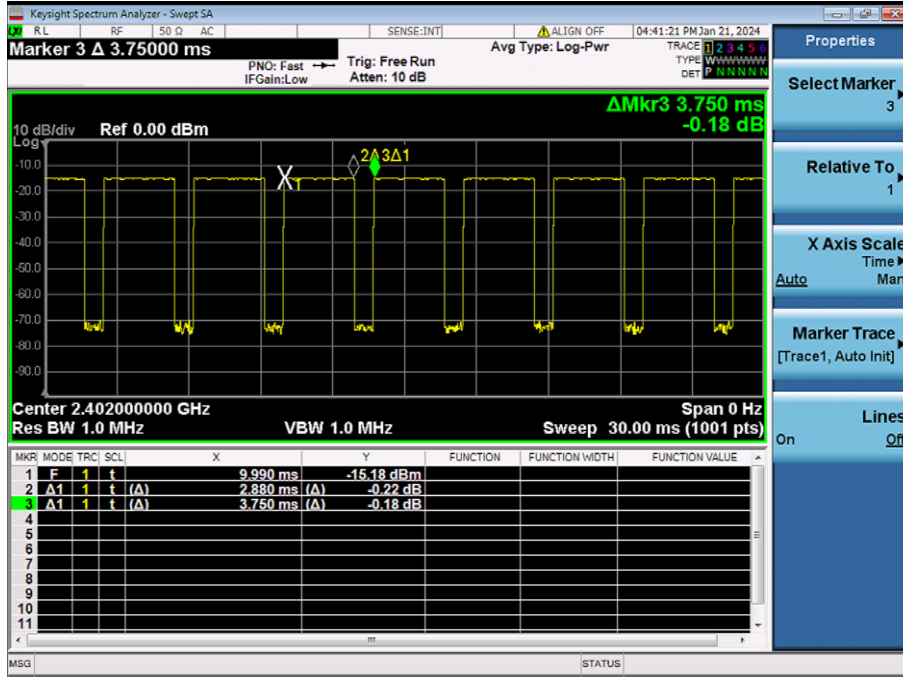 Keysight Spectrum Analyzer - Swept SA
LXI RL RF 50 Ω AC SENSE:INT ALIGN OFF 04:41:21 PM Jan 21, 2024
Marker 3 Δ 3.75000 ms
PNO: Fast
IFGain:Low
Trig: Free Run
Atten: 10 dB
Avg Type: Log-Pwr
TRACE 1 2 3 4 5 6
TYPE WWWWWW
DET P N N N N N
ΔMkr3 3.750 ms
-0.18 dB
10 dB/div Ref 0.00 dBm
Log
2Δ3Δ1
1
-10.0
-20.0
-30.0
-40.0
-50.0
-60.0
-70.0
-80.0
-90.0
Center 2.402000000 GHz Span 0 Hz
Res BW 1.0 MHz VBW 1.0 MHz Sweep 30.00 ms (1001 pts)
MKR MODE TRC SCL X Y FUNCTION FUNCTION WIDTH FUNCTION VALUE
1 F 1 t 9.990 ms -15.18 dBm
2 Δ1 1 t (Δ) 2.880 ms (Δ) -0.22 dB
3 Δ1 1 t (Δ) 3.750 ms (Δ) -0.18 dB
4
5
6
7
8
9
10
11
MSG STATUS
Properties
Select Marker
3
Relative To
1
X Axis Scale
Time
Auto Man
Marker Trace
[Trace1, Auto Init]
Lines
On Off